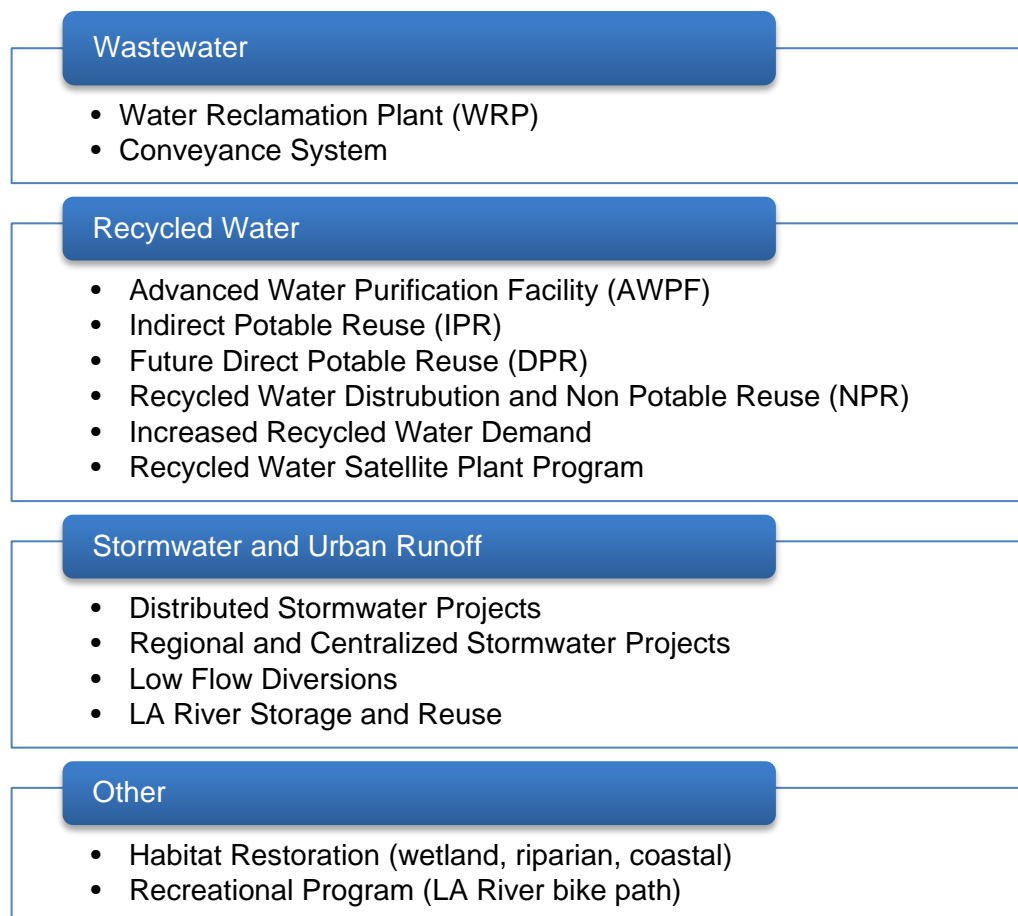 Wastewater
• Water Reclamation Plant (WRP)
• Conveyance System
Recycled Water
• Advanced Water Purification Facility (AWPF)
• Indirect Potable Reuse (IPR)
• Future Direct Potable Reuse (DPR)
• Recycled Water Distrubution and Non Potable Reuse (NPR)
• Increased Recycled Water Demand
• Recycled Water Satellite Plant Program
Stormwater and Urban Runoff
• Distributed Stormwater Projects
• Regional and Centralized Stormwater Projects
• Low Flow Diversions
• LA River Storage and Reuse
Other
• Habitat Restoration (wetland, riparian, coastal)
• Recreational Program (LA River bike path)